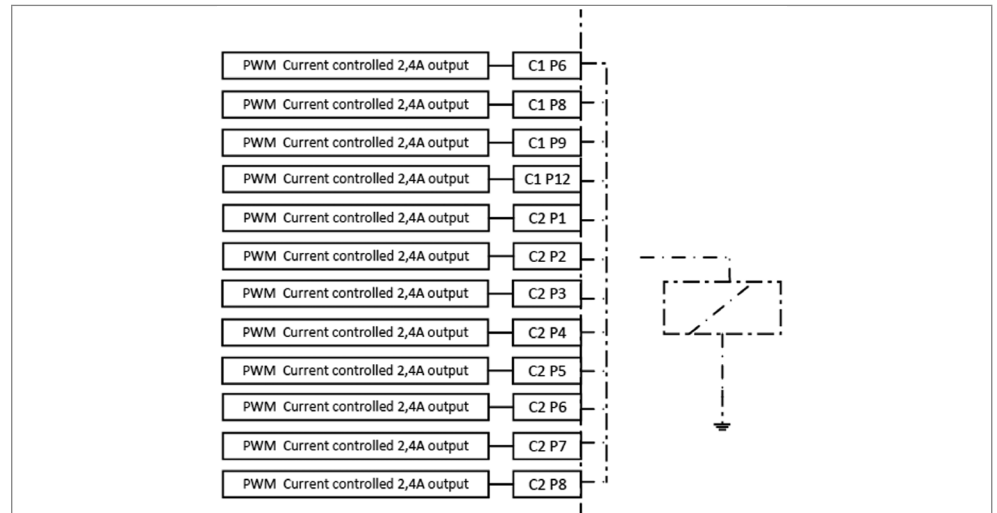 PWM Current controlled 2,4A output C1 P6
PWM Current controlled 2,4A output C1 P8
PWM Current controlled 2,4A output C1 P9
PWM Current controlled 2,4A output C1 P12
PWM Current controlled 2,4A output C2 P1
PWM Current controlled 2,4A output C2 P2
PWM Current controlled 2,4A output C2 P3
PWM Current controlled 2,4A output C2 P4
PWM Current controlled 2,4A output C2 P5
PWM Current controlled 2,4A output C2 P6
PWM Current controlled 2,4A output C2 P7
PWM Current controlled 2,4A output C2 P8